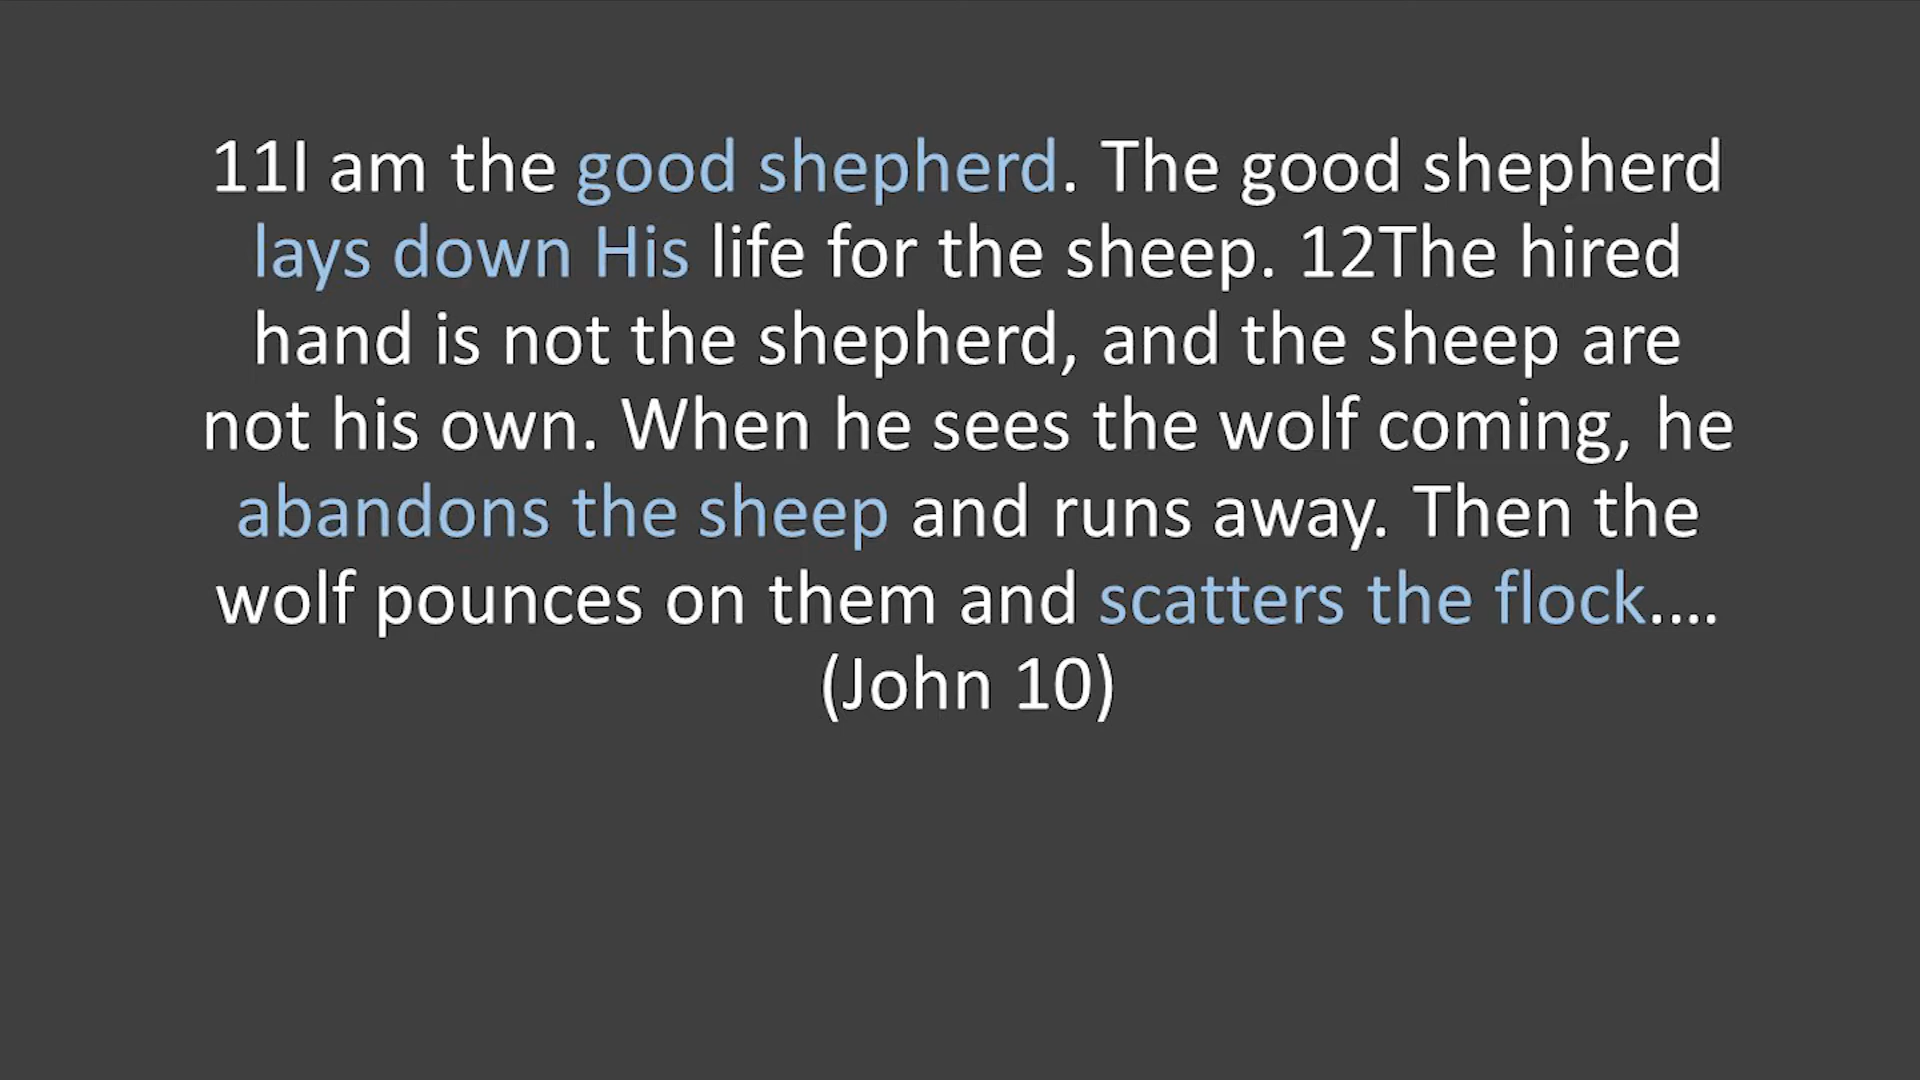 11I am the good shepherd. The good shepherd
lays down His life for the sheep. 12The hired
hand is not the shepherd, and the sheep are
not his own. When he sees the wolf coming, he
abandons the sheep and runs away. Then the
wolf pounces on them and scatters the flock....
(John 10)